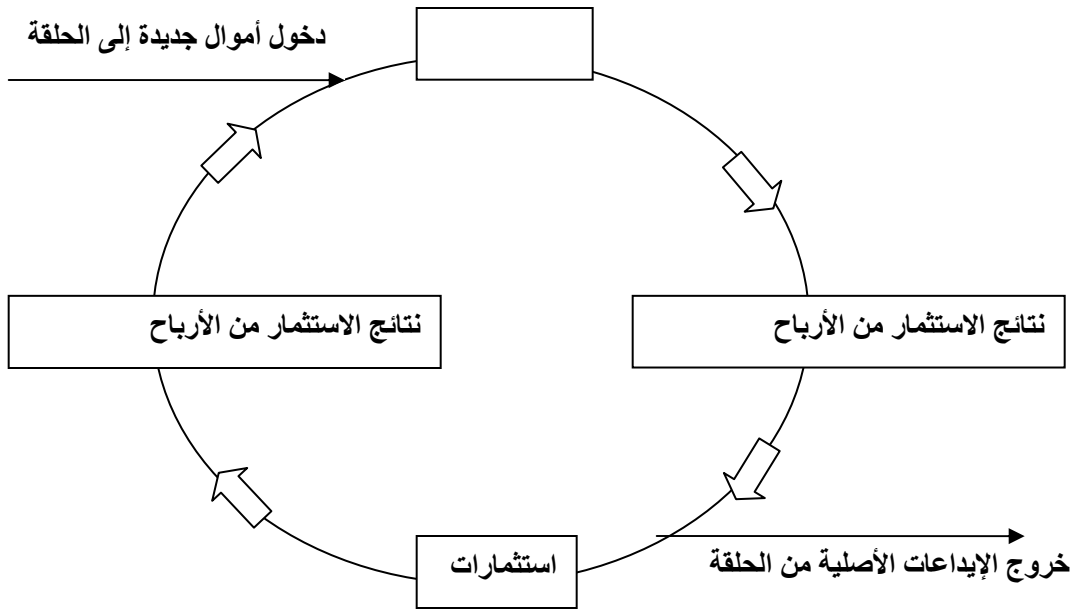 دخول أموال جديدة إلى الحلقة
نتائج الاستثمار من الأرباح
نتائج الاستثمار من الأرباح
استثمارات
خروج الإيداعات الأصلية من الحلقة